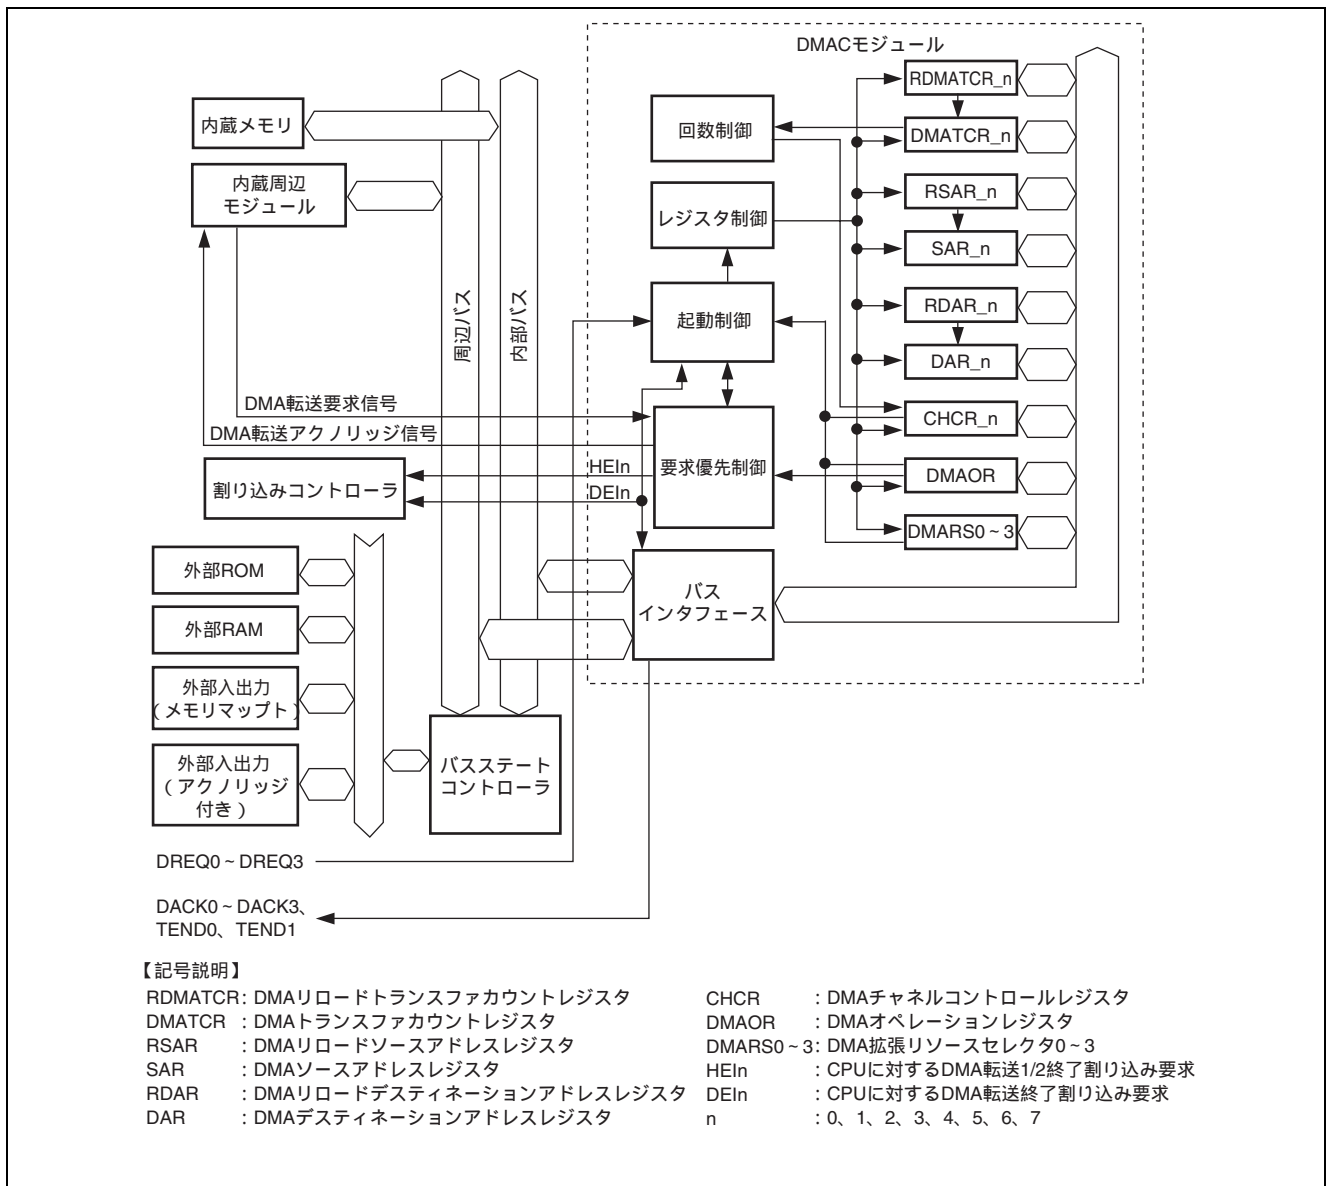 DMACモジュール
内蔵メモリ
内蔵周辺
モジュール
周辺バス
内部バス
回数制御
レジスタ制御
起動制御
要求優先制御
バス
インタフェース
RDMATCR_n
DMATCR_n
RSAR_n
SAR_n
RDAR_n
DAR_n
CHCR_n
DMAOR
DMARS0~3
DMA転送要求信号
DMA転送アクノリッジ信号
HEIn
DEIn
割り込みコントローラ
外部ROM
外部RAM
外部入出力
(メモリマップト)
外部入出力
(アクノリッジ
付き)
バスステート
コントローラ
DREQ0~DREQ3
DACK0~DACK3、
TEND0、TEND1
【記号説明】
RDMATCR:DMAリロードトランスファカウントレジスタ
DMATCR:DMAトランスファカウントレジスタ
RSAR:DMAリロードソースアドレスレジスタ
SAR:DMAソースアドレスレジスタ
RDAR:DMAリロードデスティネーションアドレスレジスタ
DAR:DMAデスティネーションアドレスレジスタ
CHCR:DMAチャネルコントロールレジスタ
DMAOR:DMAオペレーションレジスタ
DMARS0~3:DMA拡張リソースセレクタ0~3
HEIn:CPUに対するDMA転送1/2終了割り込み要求
DEIn:CPUに対するDMA転送終了割り込み要求
n:0、1、2、3、4、5、6、7